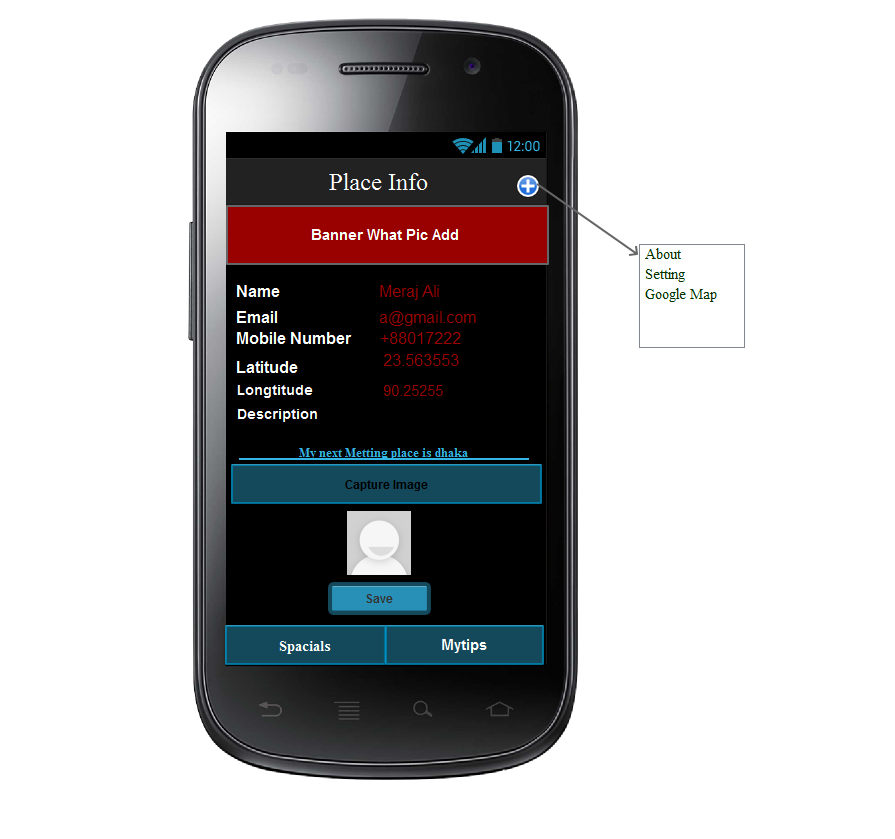 12:00
Place Info
Banner What Pic Add
About
Setting
Google Map
Name Meraj Ali
Email a@gmail.com
Mobile Number +88017222
Latitude 23.563553
Longtitude 90.25255
Description
My next Metting place is dhaka
Capture Image
Save
Spacials Mytips